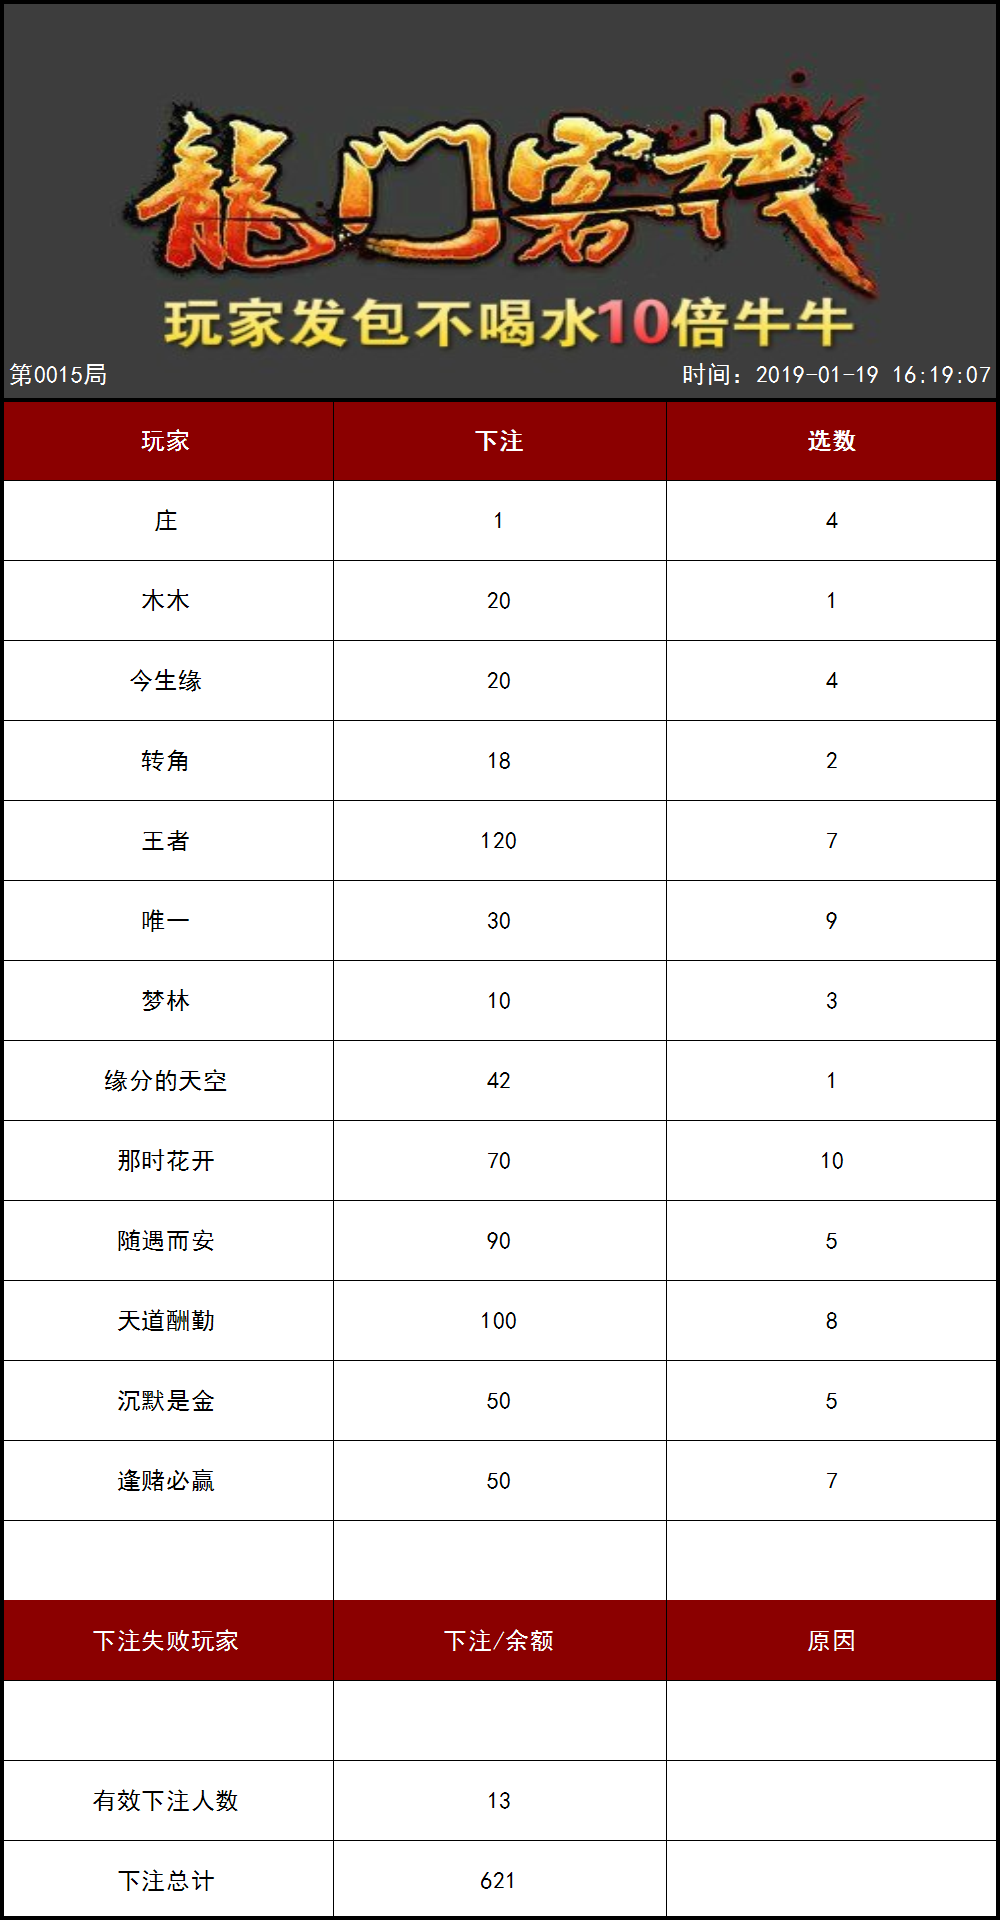 龍门客栈
玩家发包不喝水10倍牛牛
第0015局 时间：2019-01-19 16:19:07
玩家 下注 选数
庄 1 4
木木 20 1
今生缘 20 4
转角 18 2
王者 120 7
唯一 30 9
梦林 10 3
缘分的天空 42 1
那时花开 70 10
随遇而安 90 5
天道酬勤 100 8
沉默是金 50 5
逢赌必赢 50 7
下注失败玩家 下注/余额 原因
有效下注人数 13
下注总计 621